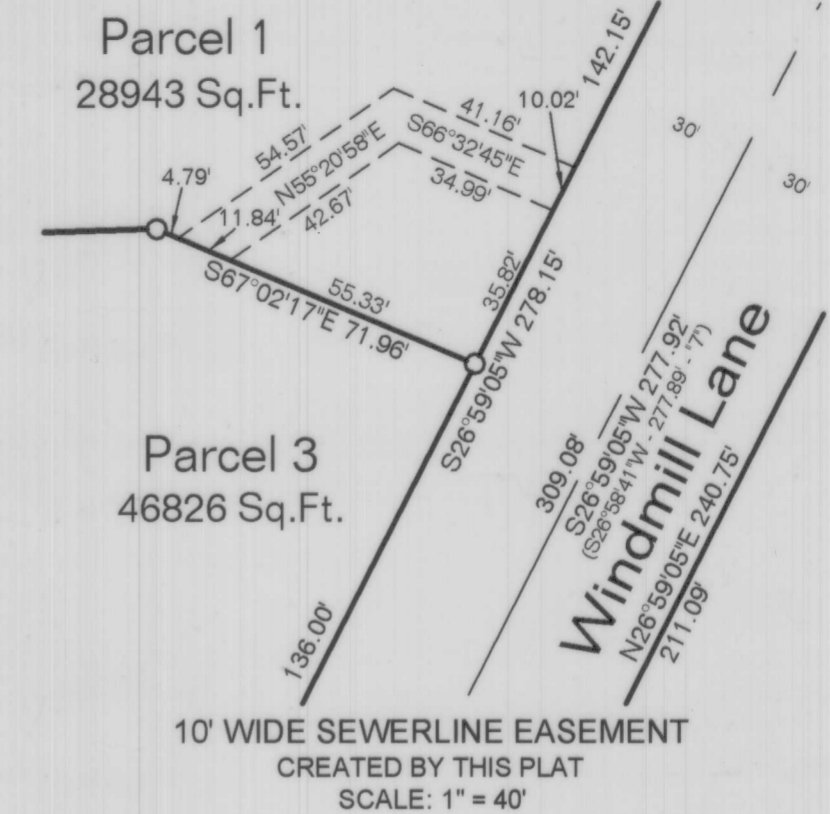 Parcel 1
28943 Sq.Ft.
142.15'
10.02'
41.16'
S66°32'45"E
34.99'
54.57'
N55°20'58"E
42.67'
4.79'
11.84'
55.33'
S67°02'17"E 71.96'
35.82'
S26°59'05"W 278.15'
30'
30'
Parcel 3
46826 Sq.Ft.
136.00'
309.08'
S26°59'05"W 277.92'
(S26°58'41"W - 277.89' - "7")
Windmill Lane
N26°59'05"E 240.75'
211.09'
10' WIDE SEWERLINE EASEMENT
CREATED BY THIS PLAT
SCALE: 1" = 40'